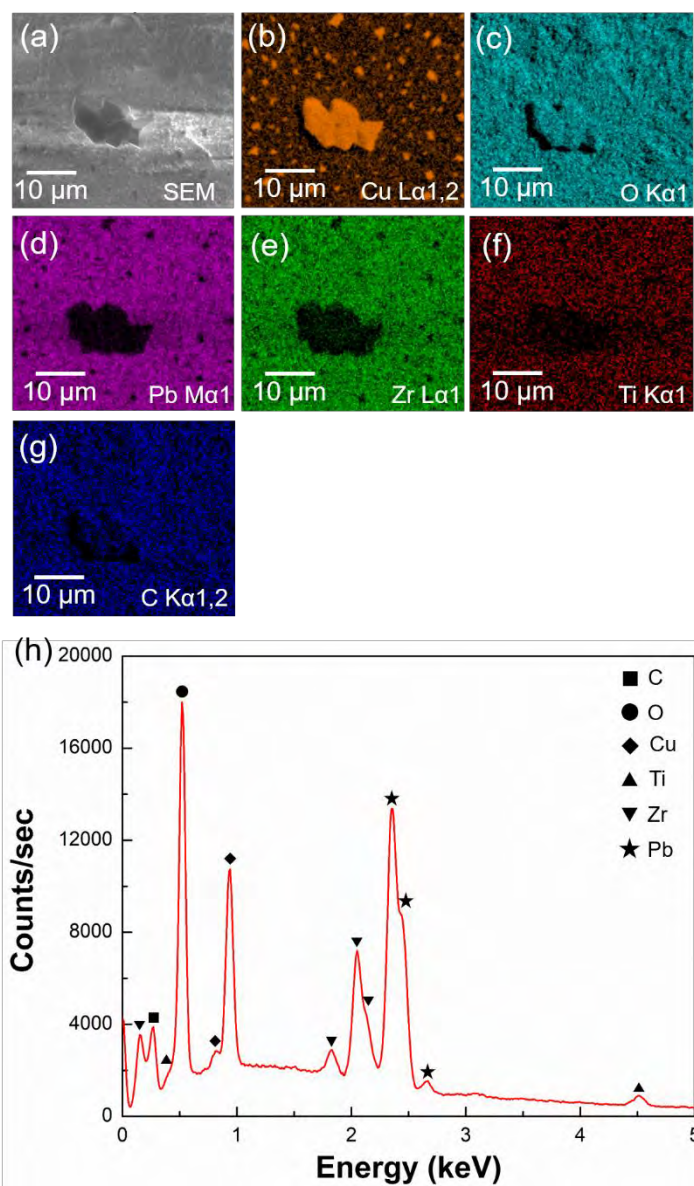 (a)
10 μm
SEM
(b)
10 μm
Cu Lα1,2
(c)
10 μm
O Kα1
(d)
10 μm
Pb Mα1
(e)
10 μm
Zr Lα1
(f)
10 μm
Ti Kα1
(g)
10 μm
C Kα1,2
(h)
20000
16000
12000
8000
4000
0
Counts/sec
C
O
Cu
Ti
Zr
Pb
0
1
2
3
4
5
Energy (keV)